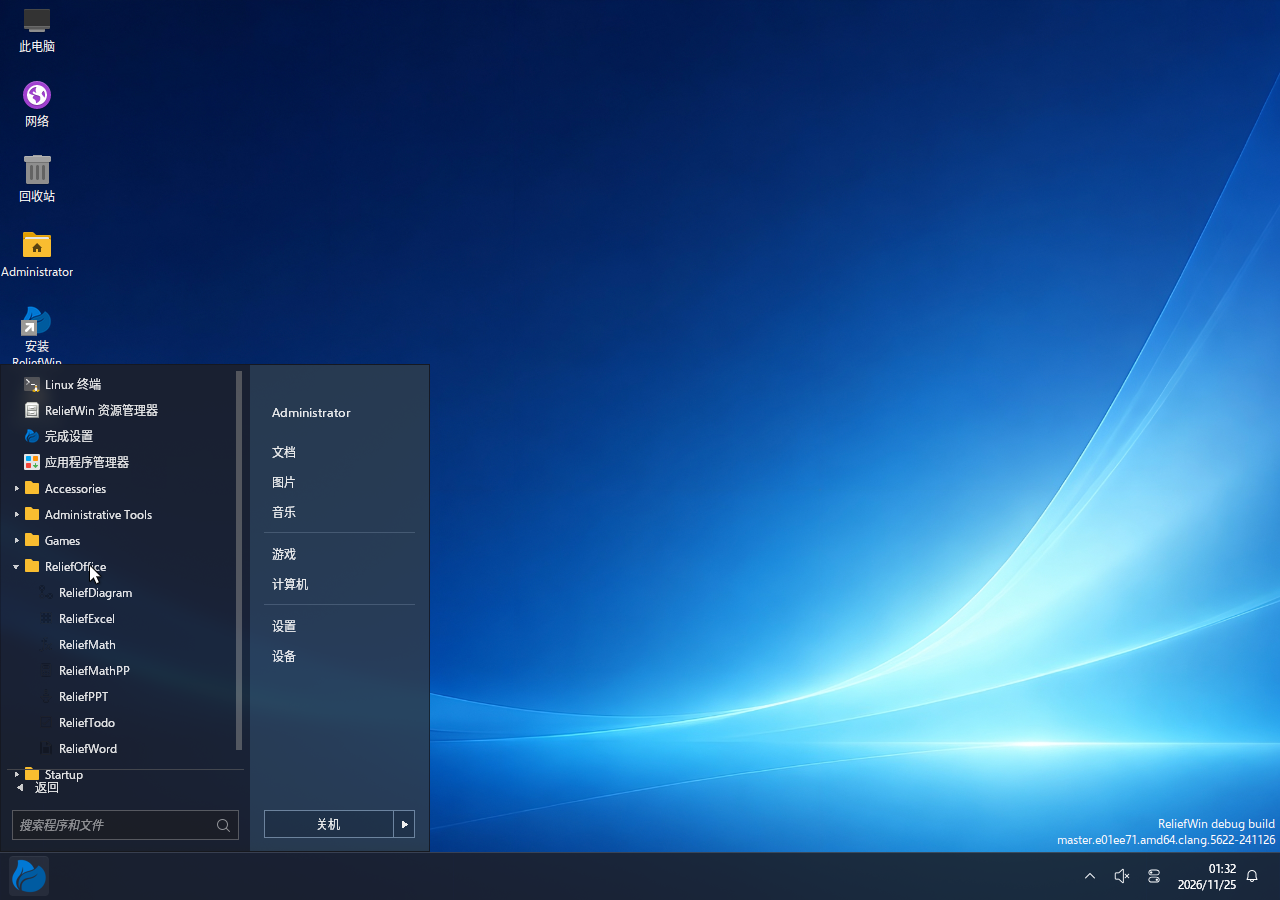 此电脑
网络
回收站
Administrator
安装
ReliefWin
Linux 终端
ReliefWin 资源管理器
完成设置
应用程序管理器
Accessories
Administrative Tools
Games
ReliefOffice
ReliefDiagram
ReliefExcel
ReliefMath
ReliefMathPP
ReliefPPT
ReliefTodo
ReliefWord
Startup
返回
搜索程序和文件
Administrator
文档
图片
音乐
游戏
计算机
设置
设备
关机
ReliefWin debug build
master.e01ee71.amd64.clang.5622-241126
01:32
2026/11/25